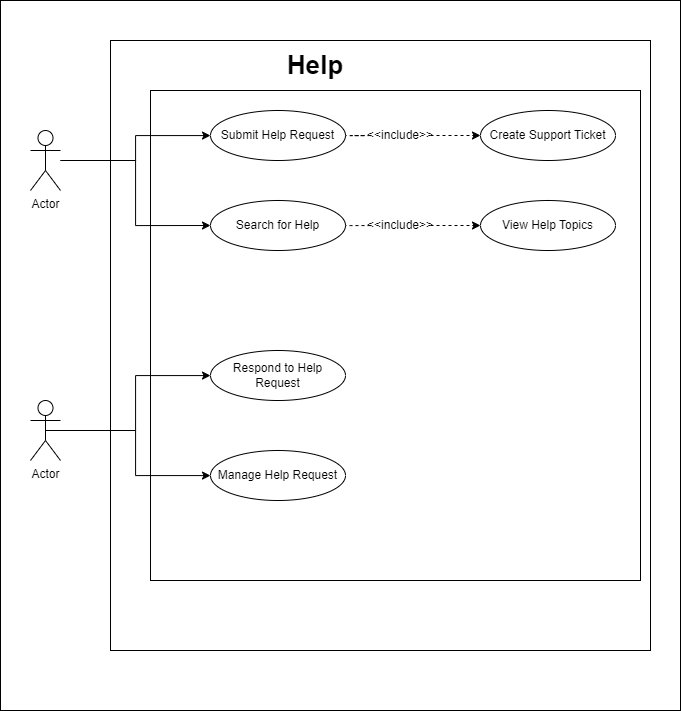 Help
Submit Help Request
<<include>>
Create Support Ticket
Actor
Search for Help
<<include>>
View Help Topics
Respond to Help
Request
Actor
Manage Help Request